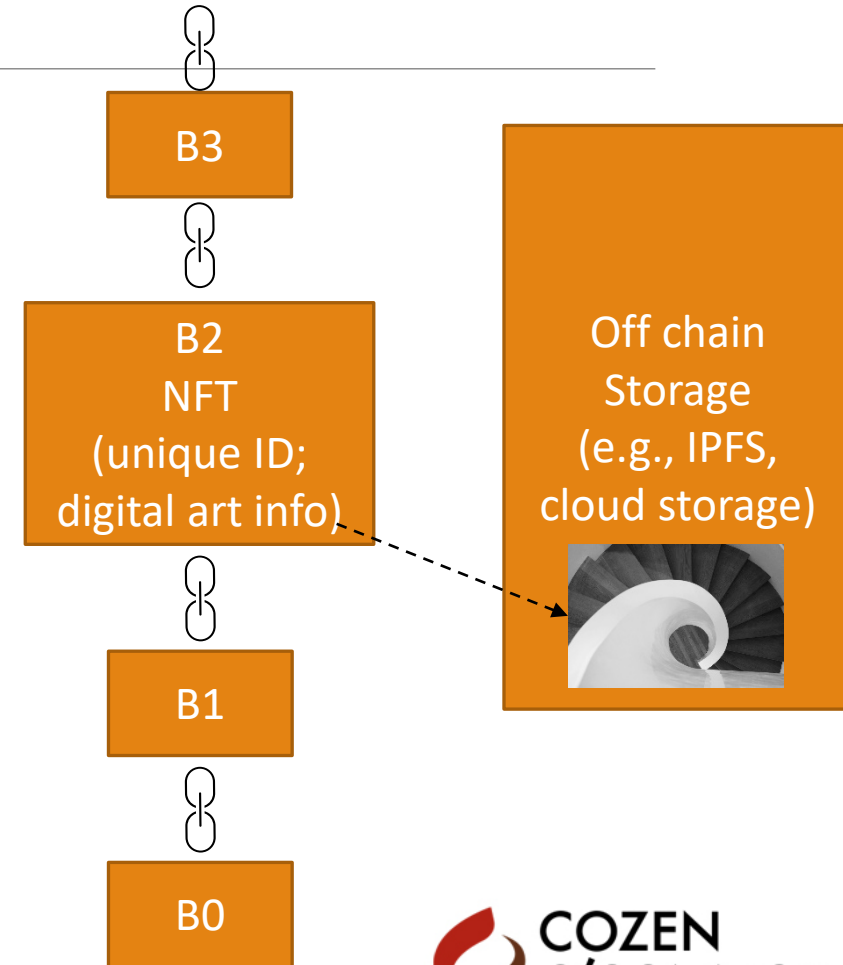 B3
B2
NFT
(unique ID;
digital art info)
Off chain
Storage
(e.g., IPFS,
cloud storage)
B1
B0
COZEN